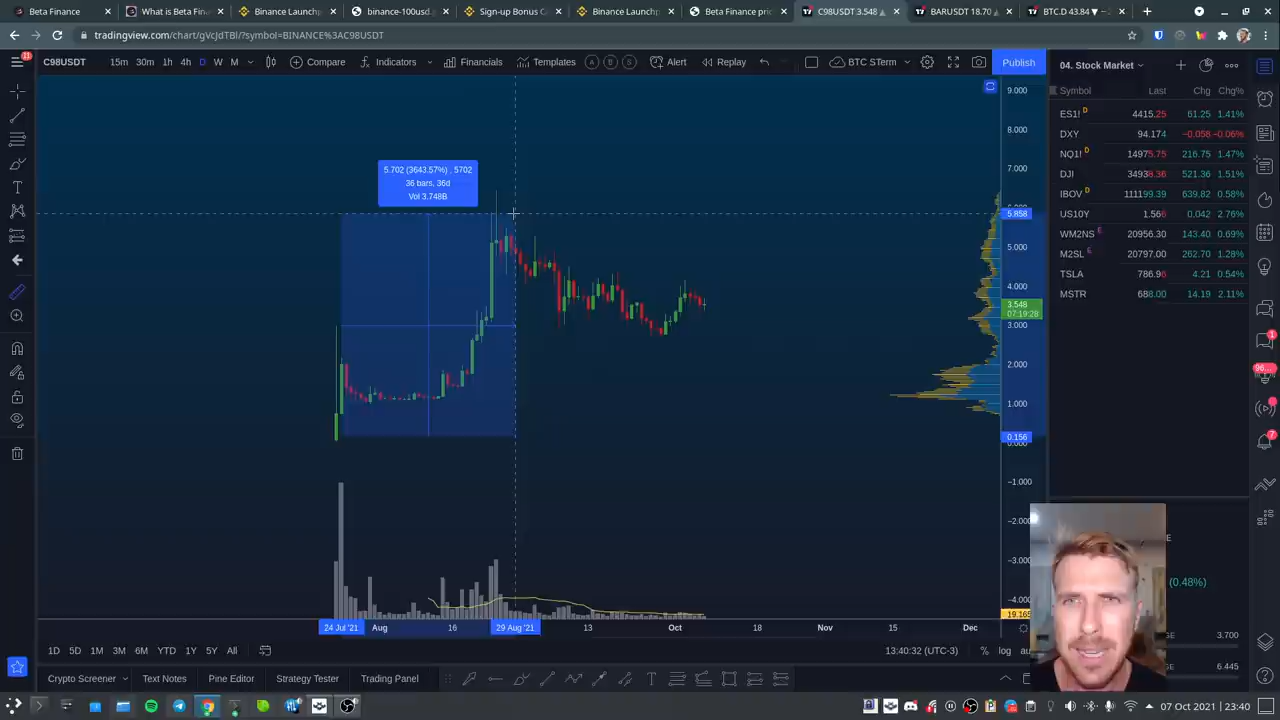 Beta Finance
What is Beta Fina
Binance Launchp
binance-100usd.
Sign-up Bonus C
Binance Launchp
Beta Finance pric
C98USDT 3.548
BARUSDT 18.70
BTC.D 43.84
tradingview.com/chart/gVcJdTBl/?symbol=BINANCE%3AC98USDT
11
C98USDT
15m 30m 1h 4h D W M
Compare
Indicators
Financials
Templates
A B S
Alert
Replay
BTC STerm
Publish
04. Stock Market
Symbol Last Chg Chg%
ES1! D 4415.25 61.25 1.41%
DXY 94.174 −0.058 −0.06%
NQ1! D 14975.75 216.75 1.47%
DJI 34938.36 521.36 1.51%
IBOV D 111199.39 639.82 0.58%
US10Y 1.566 0.042 2.76%
WM2NS E 20956.30 143.40 0.69%
M2SL E 20797.00 262.70 1.28%
TSLA 786.96 4.21 0.54%
MSTR 688.00 14.19 2.11%
5.702 (3643.57%) , 5702
36 bars, 36d
Vol 3.748B
9.000
8.000
7.000
5.858
5.000
4.000
3.548
07:19:28
3.000
2.000
1.000
0.156
0.000
−1.000
−2.000
−3.000
−4.000
19.165
1
96...
7
(0.48%)
3.700
6.445
24 Jul '21 Aug 16 29 Aug '21 13 Oct 18 Nov 15 Dec
1D 5D 1M 3M 6M YTD 1Y 5Y All
13:40:32 (UTC-3) % log au
Crypto Screener Text Notes Pine Editor Strategy Tester Trading Panel
07 Oct 2021 23:40